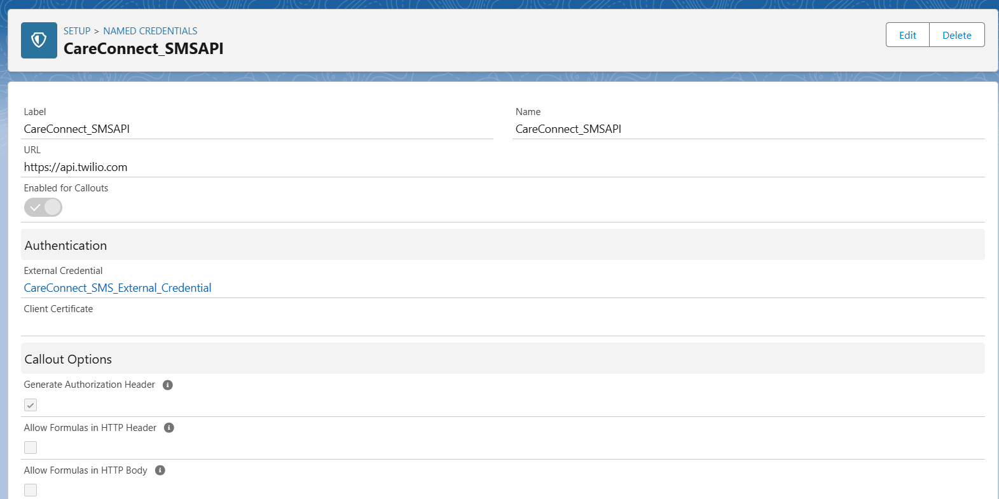 SETUP > NAMED CREDENTIALS
CareConnect_SMSAPI
Edit
Delete
Label
CareConnect_SMSAPI
Name
CareConnect_SMSAPI
URL
https://api.twilio.com
Enabled for Callouts
Authentication
External Credential
CareConnect_SMS_External_Credential
Client Certificate
Callout Options
Generate Authorization Header
Allow Formulas in HTTP Header
Allow Formulas in HTTP Body